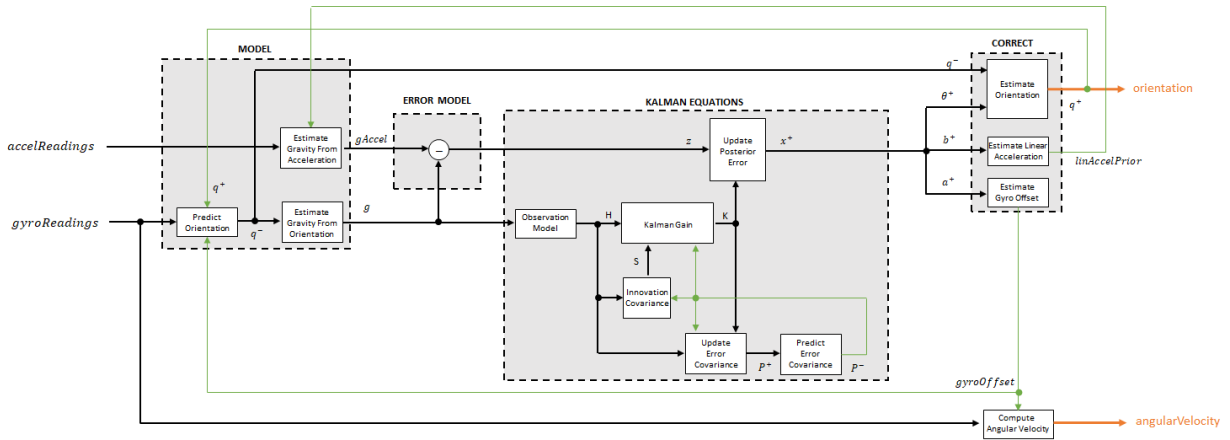 MODEL
CORRECT
ERROR MODEL
KALMAN EQUATIONS
q⁻
Estimate
Orientation
orientation
q⁺
θ⁺
accelReadings
Estimate
Gravity From
Acceleration
gAccel
−
z
Update
Posterior
Error
x⁺
b⁺
Estimate Linear
Acceleration
linAccelPrior
q⁺
a⁺
Estimate
Gyro Offset
gyroReadings
Predict
Orientation
q⁻
Estimate
Gravity From
Orientation
g
Observation
Model
H
Kalman Gain
K
S
Innovation
Covariance
Update
Error
Covariance
P⁺
Predict
Error
Covariance
P⁻
gyroOffset
Compute
Angular Velocity
angularVelocity